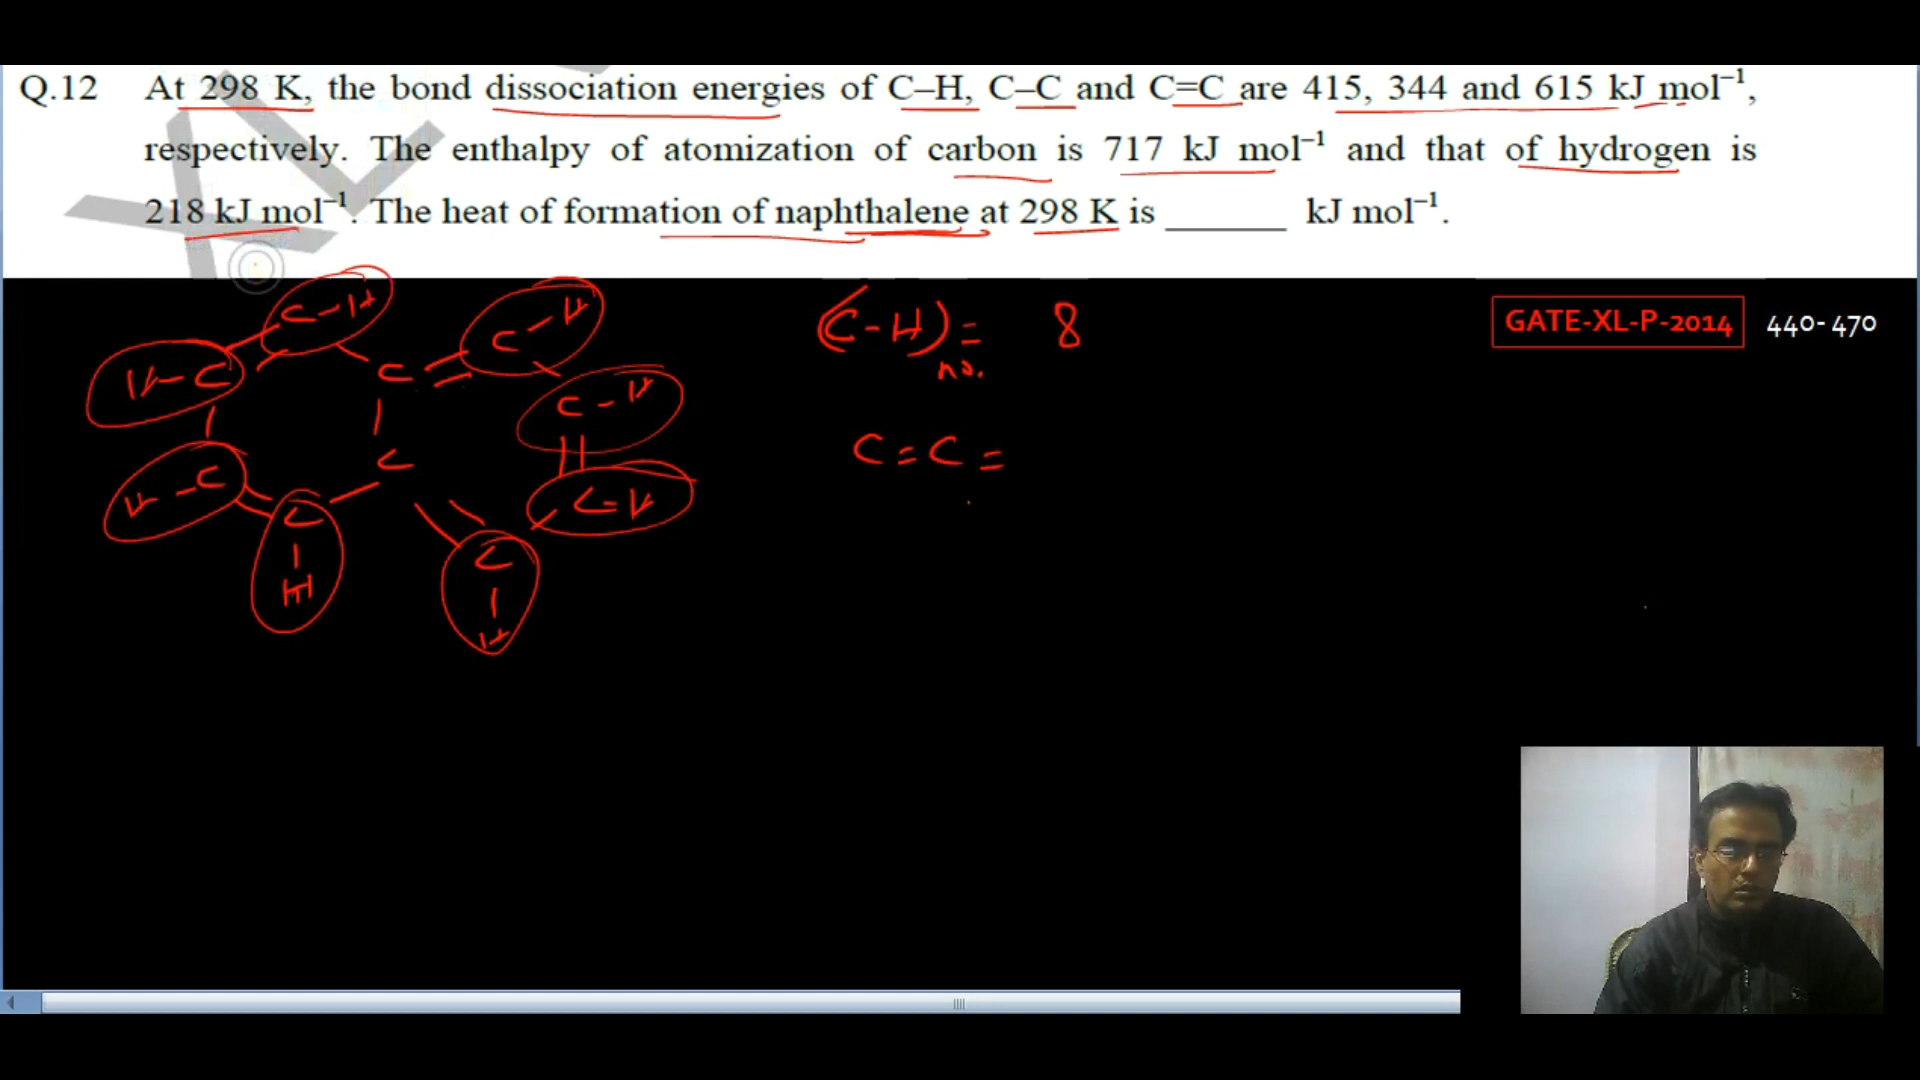 Q.12 At 298 K, the bond dissociation energies of C–H, C–C and C=C are 415, 344 and 615 kJ mol⁻¹,
respectively. The enthalpy of atomization of carbon is 717 kJ mol⁻¹ and that of hydrogen is
218 kJ mol⁻¹. The heat of formation of naphthalene at 298 K is ______ kJ mol⁻¹.
GATE-XL-P-2014 440-470
(C-H) no. = 8
C=C =
C-H
C-H
H-C
C
C-H
H-C
C
C=H
C
H
C
H